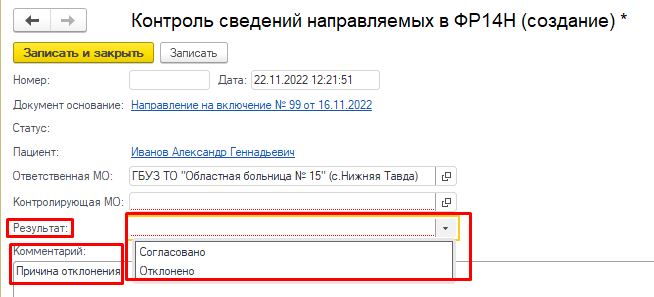 Контроль сведений направляемых в ФР14Н (создание) *
Записать и закрыть Записать
Номер: Дата: 22.11.2022 12:21:51
Документ основание: Направление на включение № 99 от 16.11.2022
Статус:
Пациент: Иванов Александр Геннадьевич
Ответственная МО: ГБУЗ ТО "Областная больница № 15" (с.Нижняя Тавда)
Контролирующая МО:
Результат:
Комментарий: Согласовано
Причина отклонения Отклонено